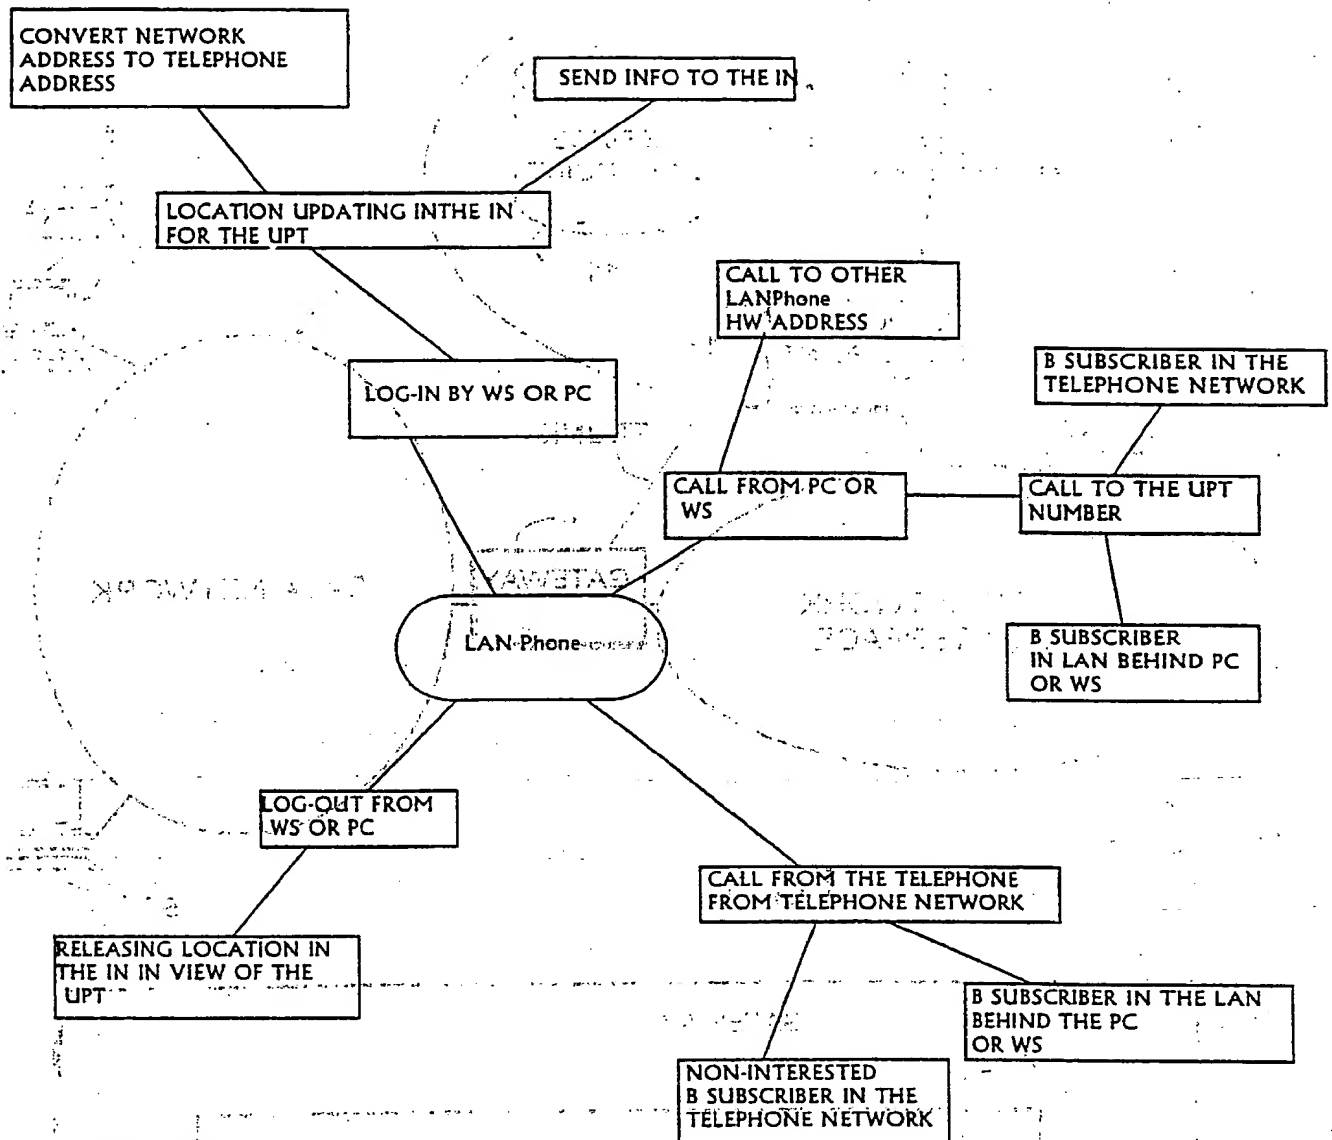 CONVERT NETWORK
ADDRESS TO TELEPHONE
ADDRESS
SEND INFO TO THE IN
LOCATION UPDATING INTHE IN
FOR THE UPT
CALL TO OTHER
LANPhone
HW ADDRESS
B SUBSCRIBER IN THE
TELEPHONE NETWORK
LOG-IN BY WS OR PC
CALL FROM PC OR
WS
CALL TO THE UPT
NUMBER
GATEWAY
LAN-Phone
B SUBSCRIBER
IN LAN BEHIND PC
OR WS
LOG-OUT FROM
WS OR PC
CALL FROM THE TELEPHONE
FROM TELEPHONE NETWORK
RELEASING LOCATION IN
THE IN IN VIEW OF THE
UPT
B SUBSCRIBER IN THE LAN
BEHIND THE PC
OR WS
NON-INTERESTED
B SUBSCRIBER IN THE
TELEPHONE NETWORK